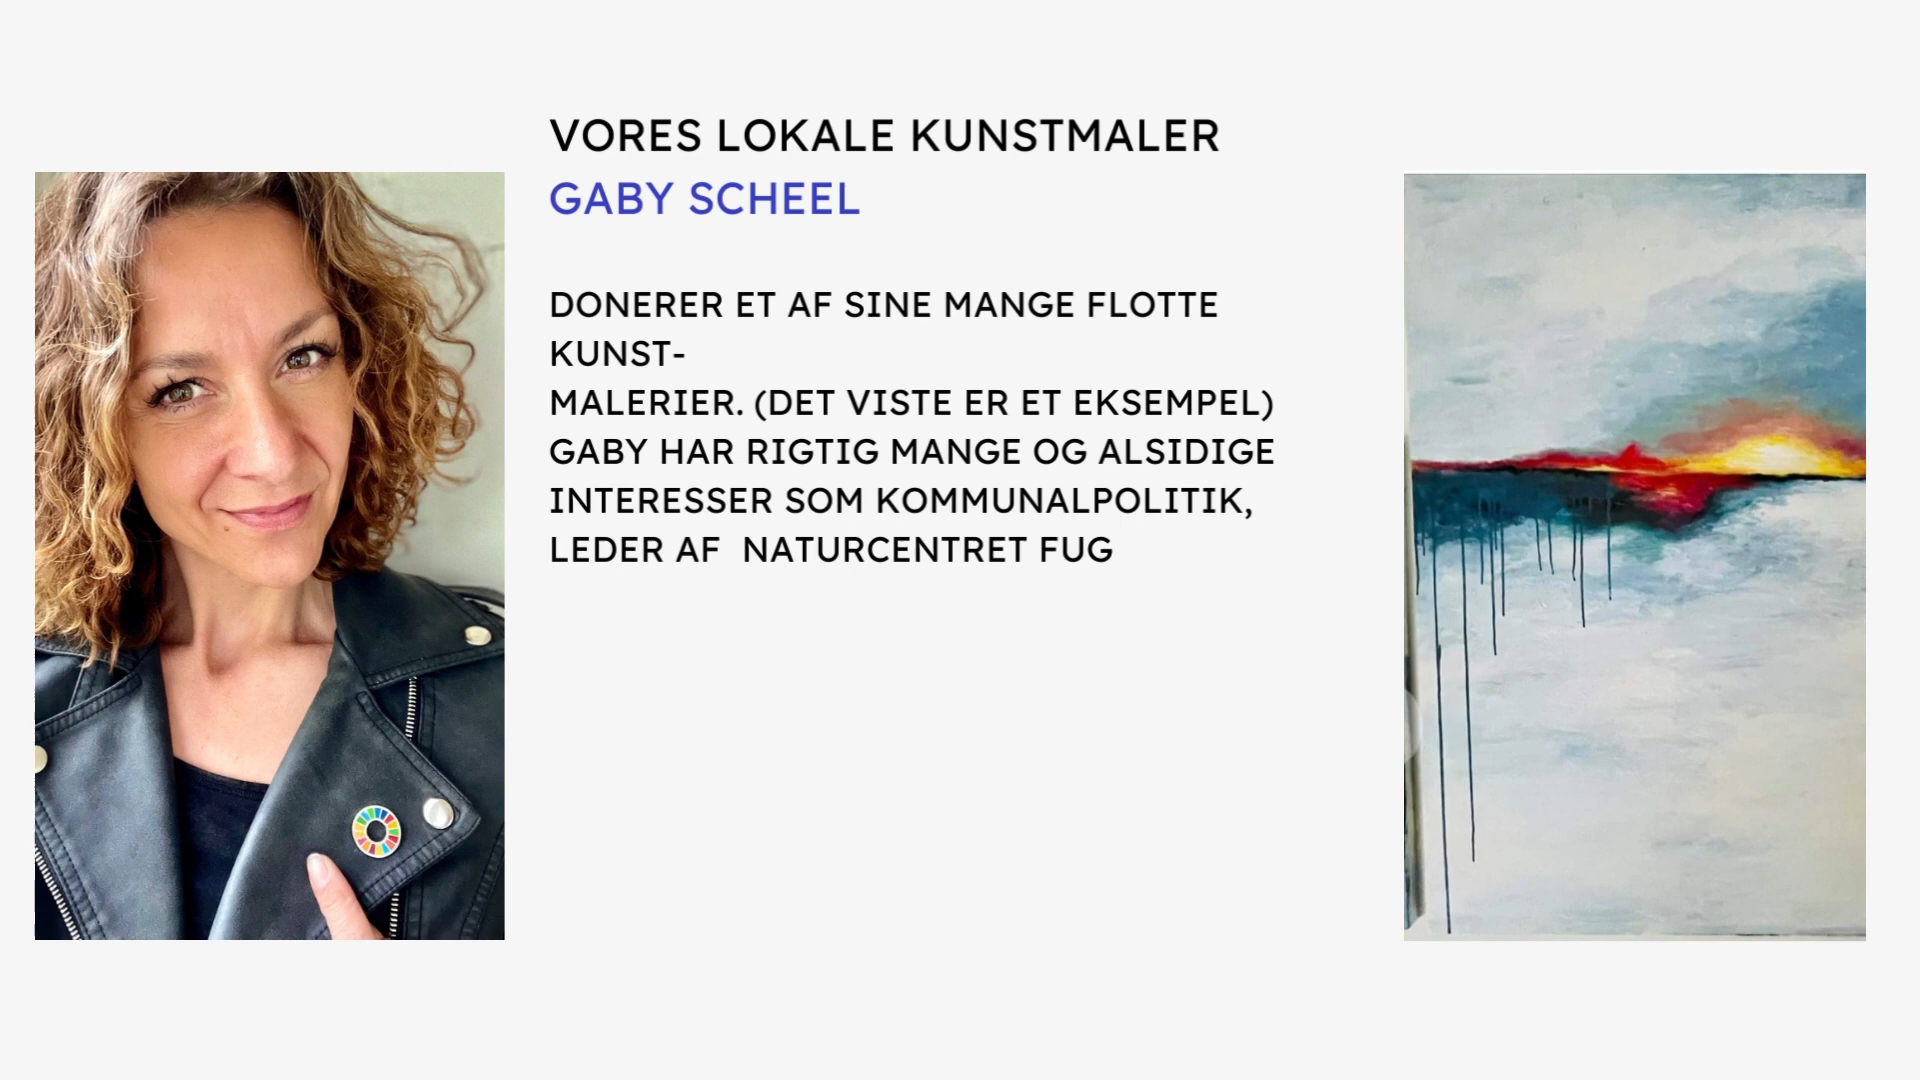 VORES LOKALE KUNSTMALER
GABY SCHEEL
DONERER ET AF SINE MANGE FLOTTE
KUNST-
MALERIER. (DET VISTE ER ET EKSEMPEL)
GABY HAR RIGTIG MANGE OG ALSIDIGE
INTERESSER SOM KOMMUNALPOLITIK,
LEDER AF  NATURCENTRET FUG